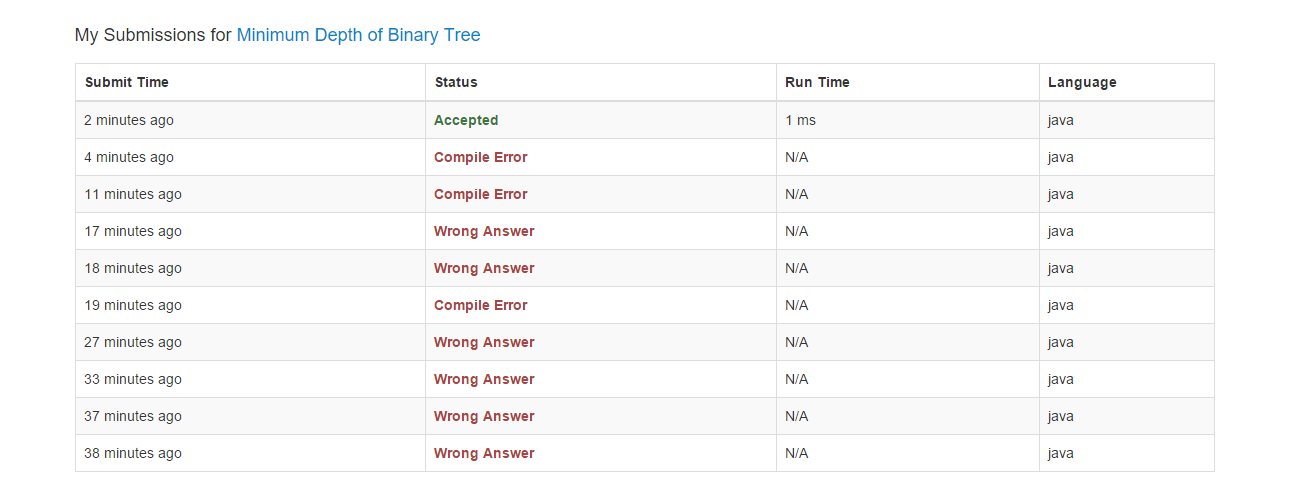 My Submissions for Minimum Depth of Binary Tree
Submit Time Status Run Time Language
2 minutes ago Accepted 1 ms java
4 minutes ago Compile Error N/A java
11 minutes ago Compile Error N/A java
17 minutes ago Wrong Answer N/A java
18 minutes ago Wrong Answer N/A java
19 minutes ago Compile Error N/A java
27 minutes ago Wrong Answer N/A java
33 minutes ago Wrong Answer N/A java
37 minutes ago Wrong Answer N/A java
38 minutes ago Wrong Answer N/A java